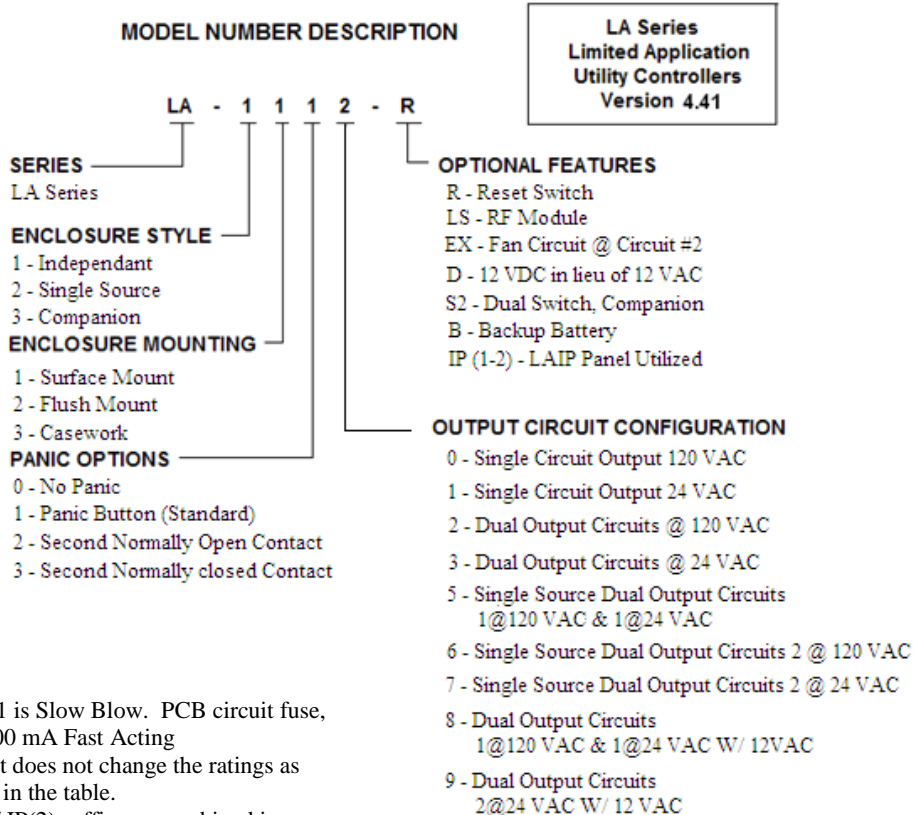 MODEL NUMBER DESCRIPTION
LA Series
Limited Application
Utility Controllers
Version 4.41
LA - 1 1 1 2 - R
SERIES
LA Series
ENCLOSURE STYLE
1 - Independant
2 - Single Source
3 - Companion
ENCLOSURE MOUNTING
1 - Surface Mount
2 - Flush Mount
3 - Casework
PANIC OPTIONS
0 - No Panic
1 - Panic Button (Standard)
2 - Second Normally Open Contact
3 - Second Normally closed Contact
OPTIONAL FEATURES
R - Reset Switch
LS - RF Module
EX - Fan Circuit @ Circuit #2
D - 12 VDC in lieu of 12 VAC
S2 - Dual Switch, Companion
B - Backup Battery
IP (1-2) - LAIP Panel Utilized
OUTPUT CIRCUIT CONFIGURATION
0 - Single Circuit Output 120 VAC
1 - Single Circuit Output 24 VAC
2 - Dual Output Circuits @ 120 VAC
3 - Dual Output Circuits @ 24 VAC
5 - Single Source Dual Output Circuits
1@120 VAC & 1@24 VAC
6 - Single Source Dual Output Circuits 2 @ 120 VAC
7 - Single Source Dual Output Circuits 2 @ 24 VAC
8 - Dual Output Circuits
1@120 VAC & 1@24 VAC W/ 12VAC
9 - Dual Output Circuits
2@24 VAC W/ 12 VAC
1 is Slow Blow. PCB circuit fuse,
00 mA Fast Acting
t does not change the ratings as
in the table.